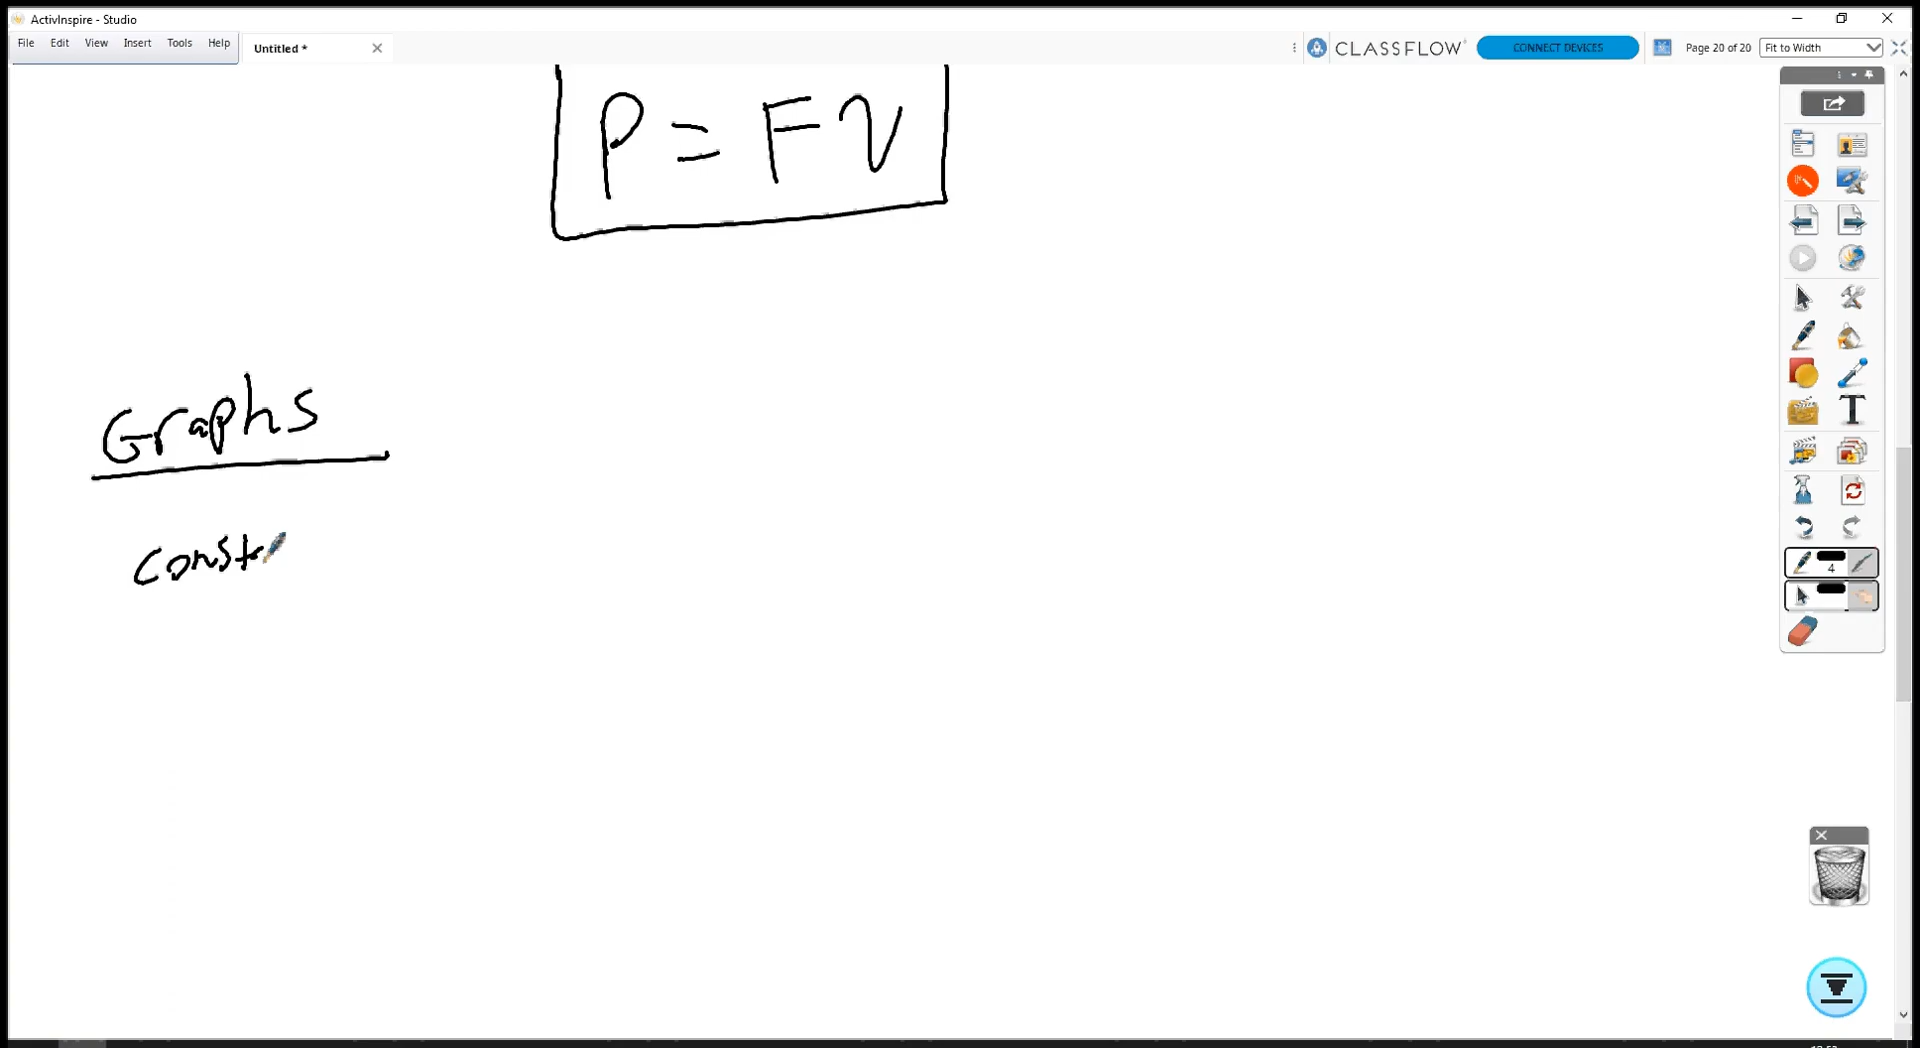 ActivInspire - Studio
File Edit View Insert Tools Help
Untitled *
CLASSFLOW
CONNECT DEVICES
Page 20 of 20
Fit to Width
P = Fv
Graphs
const
T
4